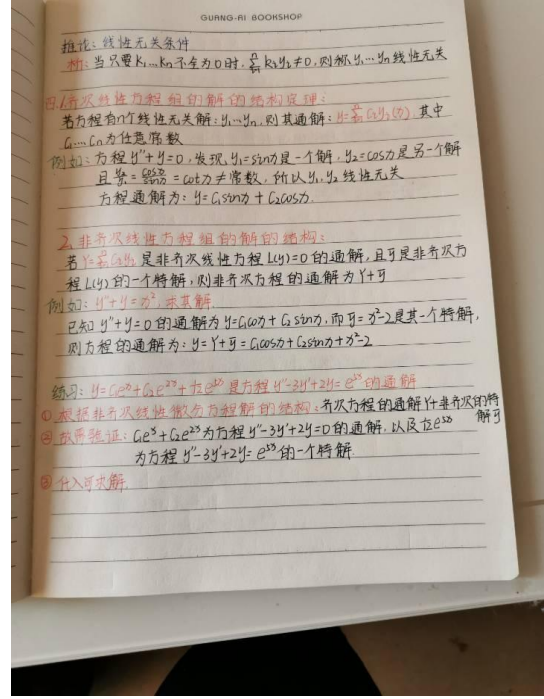 GUANG-AI BOOKSHOP
推论：线性无关条件
析：当只要k₁…kₙ不全为0时，∑kᵢyᵢ≠0，则称y₁…yₙ线性无关
四.1.齐次线性方程组的解的结构定理：
若方程有n个线性无关解：y₁…yₙ，则其通解：y=∑Cᵢyᵢ(x)，其中
C₁…Cₙ为任意常数
例如：方程y''+y=0，发现，y₁=sinx是一个解，y₂=cosx是另一个解
且y₂/y₁=cosx/sinx=cotx≠常数，所以y₁，y₂线性无关
方程通解为：y=C₁sinx+C₂cosx.
2.非齐次线性方程组的解的结构：
若Y=∑Cᵢyᵢ是非齐次线性方程L(y)=0的通解，且ȳ是非齐次方
程L(y)的一个特解，则非齐次方程的通解为Y+ȳ
例如：y''+y=x²，求其解.
已知y''+y=0的通解为y=C₁cosx+C₂sinx，而ȳ=x²-2是其一个特解，
则方程的通解为：y=Y+ȳ=C₁cosx+C₂sinx+x²-2
练习：y=C₁eˣ+C₂e²ˣ+1/12e⁵ˣ是方程y''-3y'+2y=e⁵ˣ的通解
① 根据非齐次线性微分方程解的结构：齐次方程的通解Y+非齐次的特
解ȳ
② 故需验证：C₁eˣ+C₂e²ˣ为方程y''-3y'+2y=0的通解，以及1/12e⁵ˣ
为方程y''-3y'+2y=e⁵ˣ的一个特解.
③ 代入可求解.